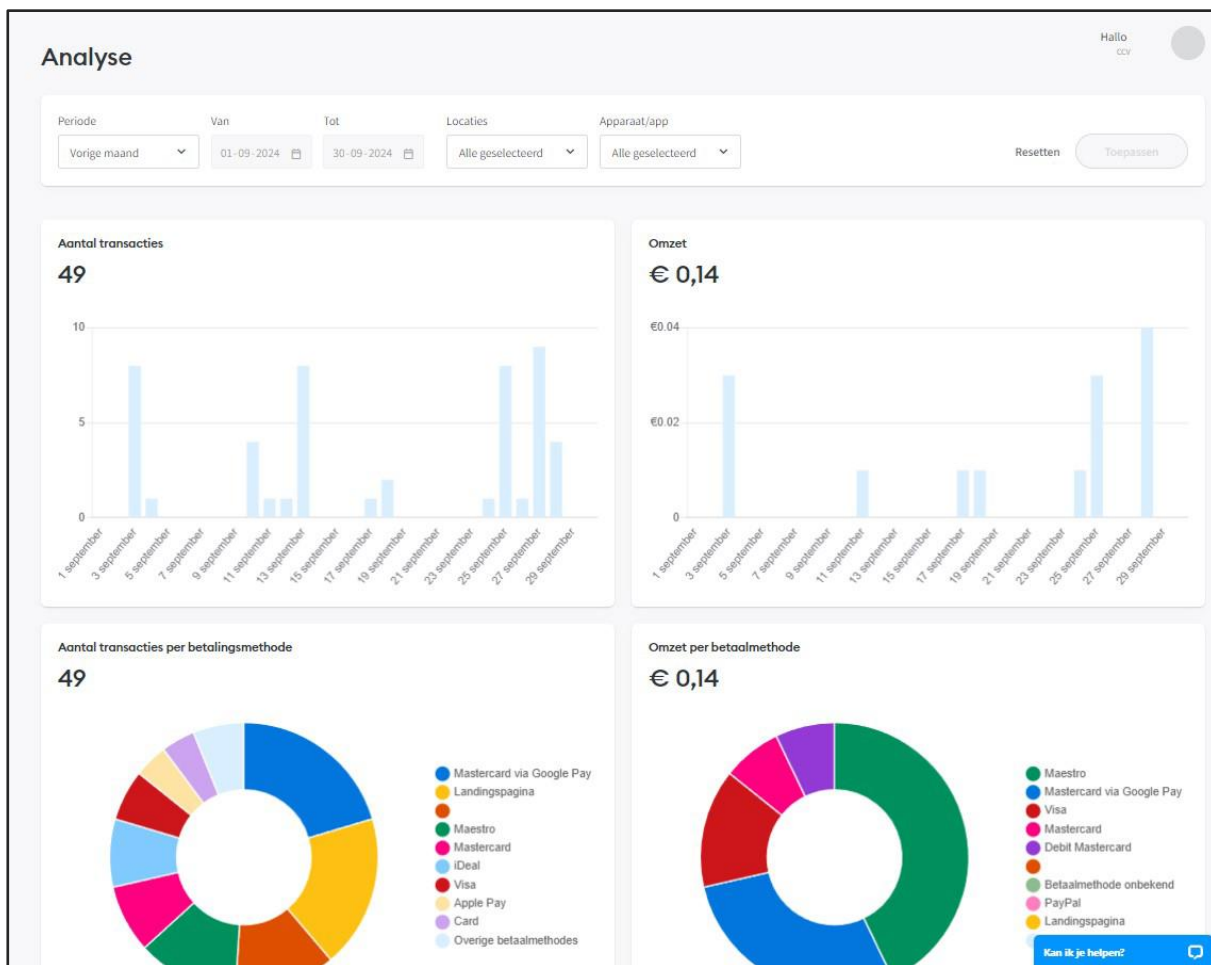 Analyse
Hallo
ccv
Periode
Van
Tot
Locaties
Apparaat/app
Vorige maand
01-09-2024
30-09-2024
Alle geselecteerd
Alle geselecteerd
Resetten
Toepassen
Aantal transacties
49
10
5
0
1 september
3 september
5 september
7 september
9 september
11 september
13 september
15 september
17 september
19 september
21 september
23 september
25 september
27 september
29 september
Omzet
€ 0,14
€0.04
€0.02
0
1 september
3 september
5 september
7 september
9 september
11 september
13 september
15 september
17 september
19 september
21 september
23 september
25 september
27 september
29 september
Aantal transacties per betalingsmethode
49
Mastercard via Google Pay
Landingspagina
Maestro
Mastercard
iDeal
Visa
Apple Pay
Card
Overige betaalmethodes
Omzet per betaalmethode
€ 0,14
Maestro
Mastercard via Google Pay
Visa
Mastercard
Debit Mastercard
Betaalmethode onbekend
PayPal
Landingspagina
Kan ik je helpen?